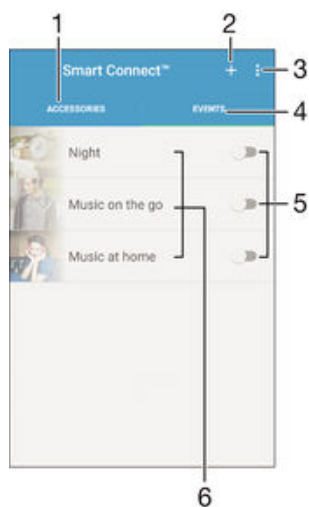 1
2
Smart Connect™ + 3
ACCESSORIES EVENTS 4
Night
Music on the go 5
Music at home
6